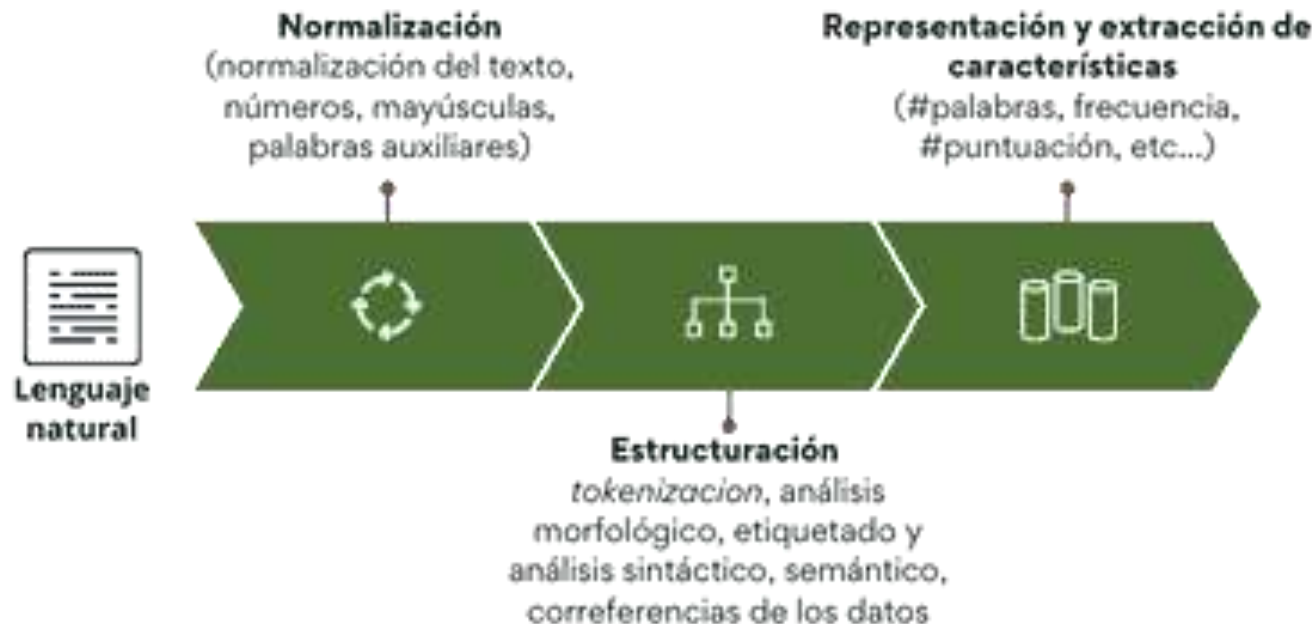 Normalización
(normalización del texto,
números, mayúsculas,
palabras auxiliares)
Representación y extracción de
características
(#palabras, frecuencia,
#puntuación, etc...)
Lenguaje
natural
Estructuración
tokenizacion, análisis
morfológico, etiquetado y
análisis sintáctico, semántico,
correferencias de los datos